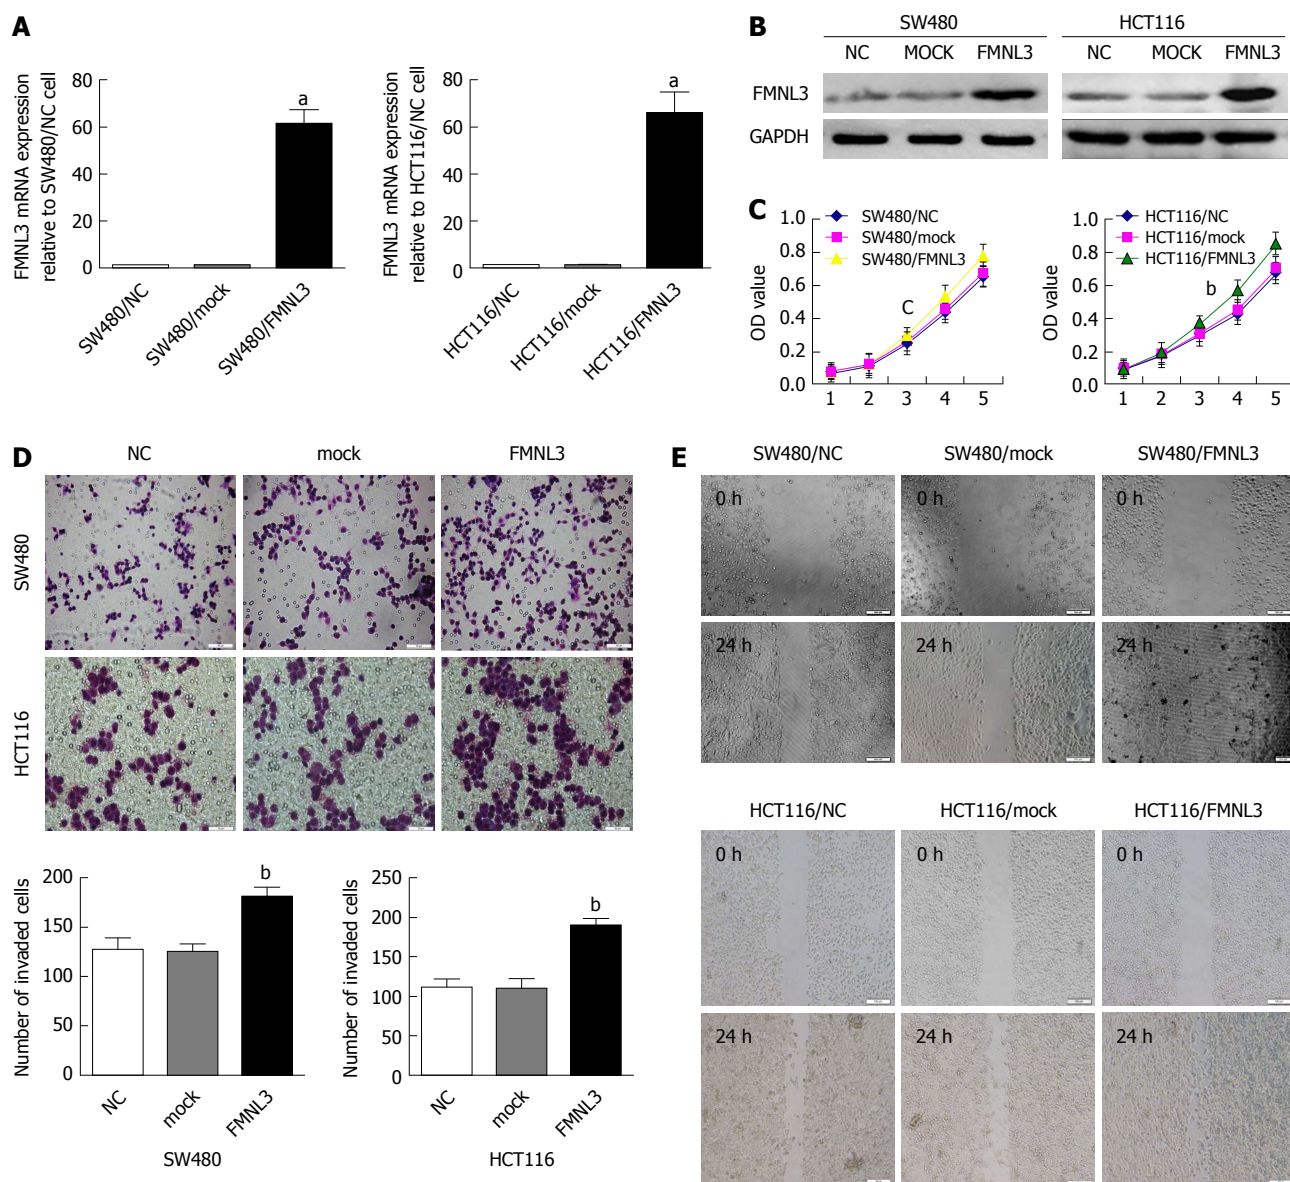 A
FMNL3 mRNA expression
relative to SW480/NC cell
80
60
40
20
0
a
SW480/NC
SW480/mock
SW480/FMNL3
FMNL3 mRNA expression
relative to HCT116/NC cell
80
60
40
20
0
a
HCT116/NC
HCT116/mock
HCT116/FMNL3
B
SW480
HCT116
NC MOCK FMNL3
NC MOCK FMNL3
FMNL3
GAPDH
C
OD value
1.0
0.8
0.6
0.4
0.2
0.0
SW480/NC
SW480/mock
SW480/FMNL3
C
1 2 3 4 5
OD value
1.0
0.8
0.6
0.4
0.2
0.0
HCT116/NC
HCT116/mock
HCT116/FMNL3
b
1 2 3 4 5
D
NC mock FMNL3
SW480
HCT116
Number of invaded cells
200
150
100
50
0
b
NC
mock
FMNL3
SW480
Number of invaded cells
250
200
150
100
50
0
b
NC
mock
FMNL3
HCT116
E
SW480/NC SW480/mock SW480/FMNL3
0 h 0 h 0 h
24 h 24 h 24 h
HCT116/NC HCT116/mock HCT116/FMNL3
0 h 0 h 0 h
24 h 24 h 24 h